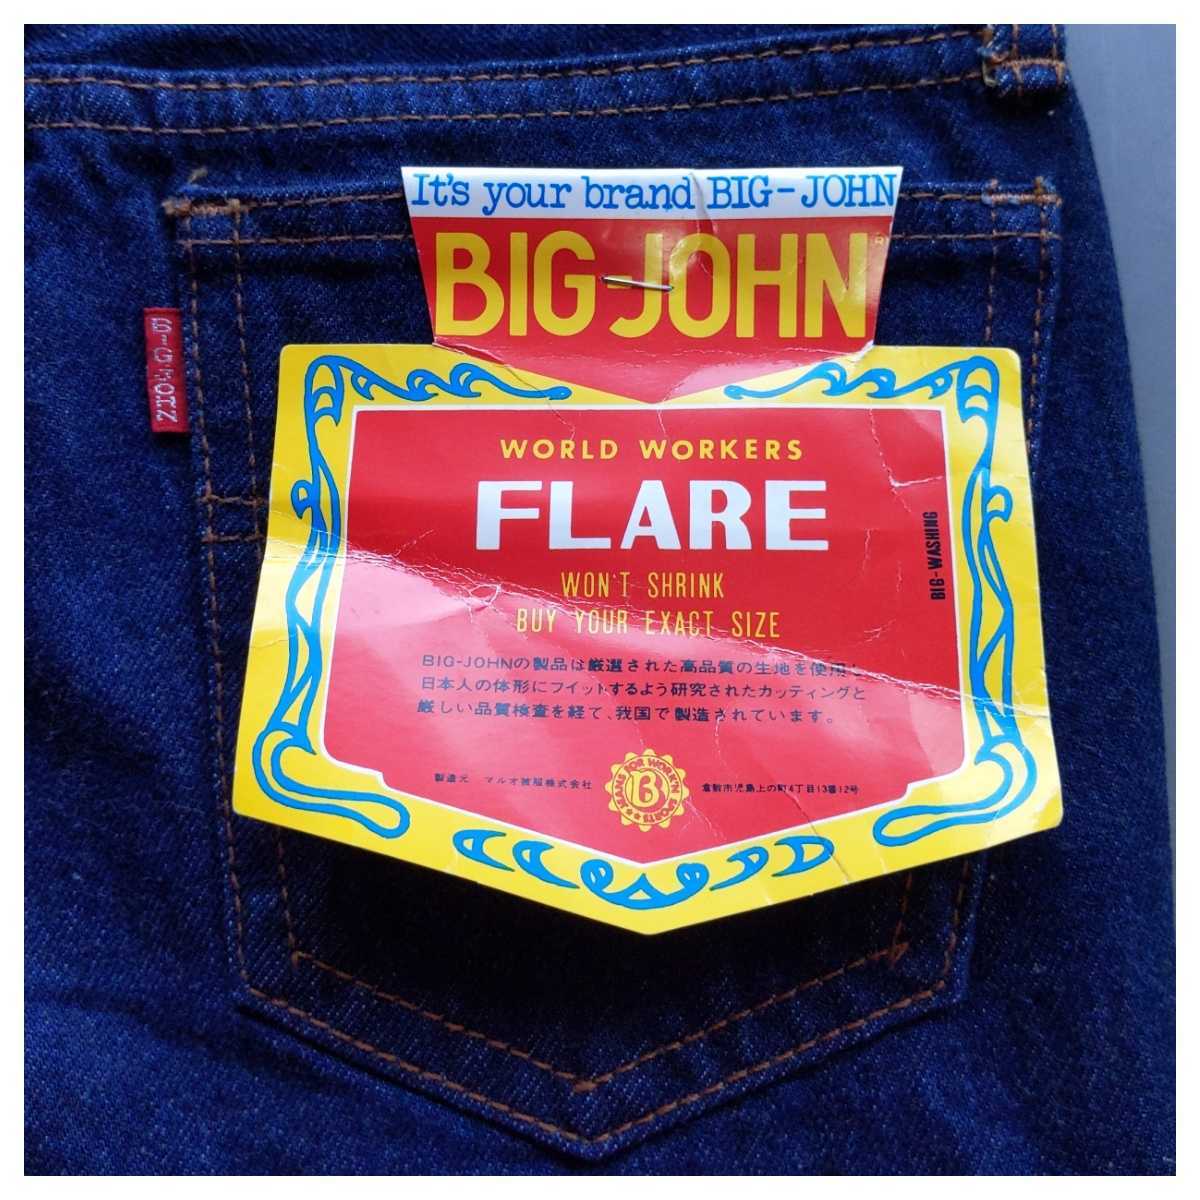 It's your brand BIG-JOHN
BIG-JOHN®
WORLD WORKERS
FLARE
WON'T SHRINK
BUY YOUR EXACT SIZE
BIG-WASHING
BIG-JOHNの製品は厳選された高品質の生地を使用し
日本人の体形にフイットするよう研究されたカッティングと
厳しい品質検査を経て、我国で製造されています。
製造元 マルオ被服株式会社
MANS FOR WORK'N SPORTS
B
倉敷市児島上の町4丁目13番12号
BIG JOHN